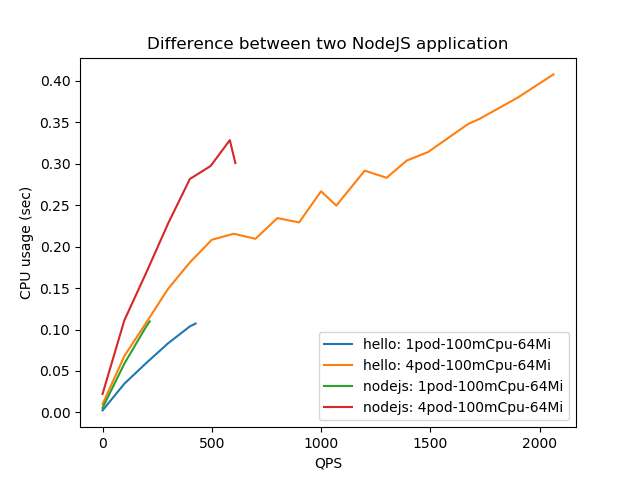 Difference between two NodeJS application
0.40
0.35
0.30
0.25
0.20
0.15
0.10
0.05
0.00
CPU usage (sec)
hello: 1pod-100mCpu-64Mi
hello: 4pod-100mCpu-64Mi
nodejs: 1pod-100mCpu-64Mi
nodejs: 4pod-100mCpu-64Mi
0 500 1000 1500 2000
QPS